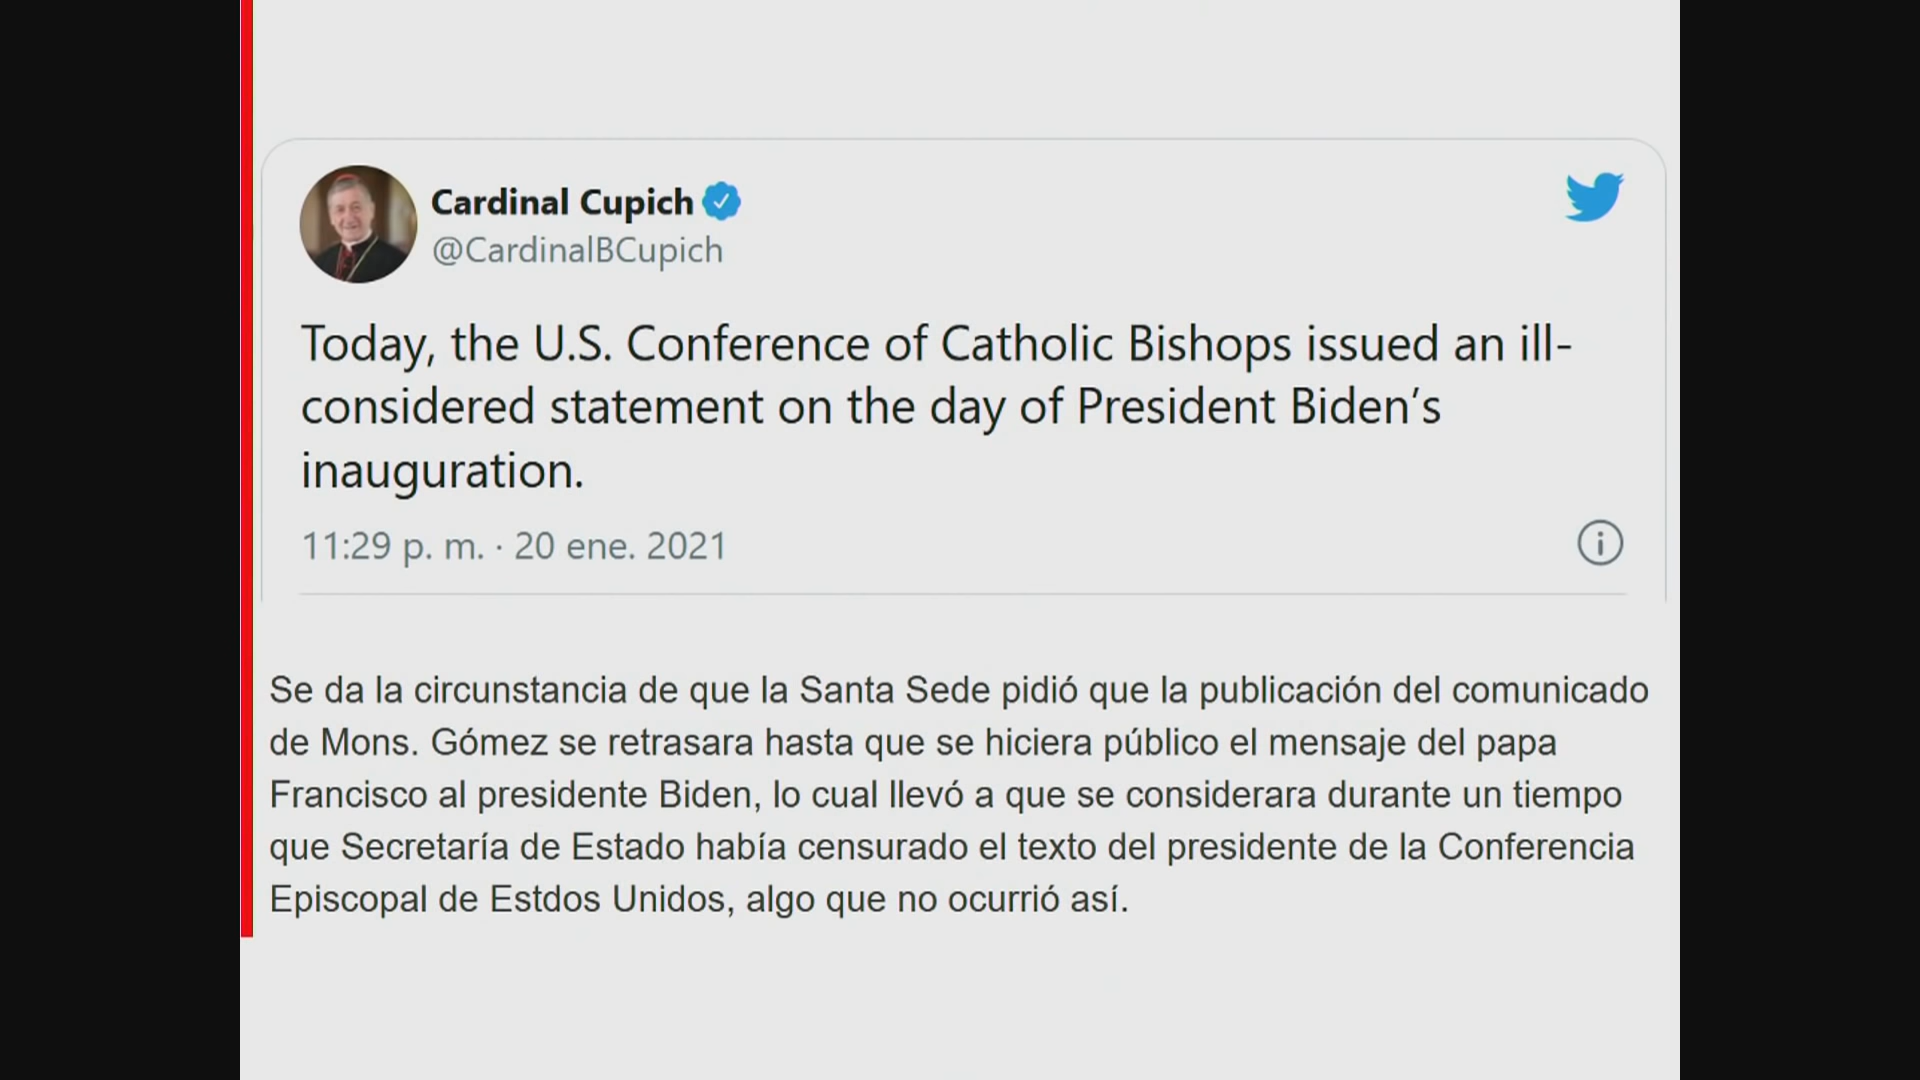 Cardinal Cupich
@CardinalBCupich
Today, the U.S. Conference of Catholic Bishops issued an ill-
considered statement on the day of President Biden’s
inauguration.
11:29 p. m. · 20 ene. 2021
Se da la circunstancia de que la Santa Sede pidió que la publicación del comunicado
de Mons. Gómez se retrasara hasta que se hiciera público el mensaje del papa
Francisco al presidente Biden, lo cual llevó a que se considerara durante un tiempo
que Secretaría de Estado había censurado el texto del presidente de la Conferencia
Episcopal de Estdos Unidos, algo que no ocurrió así.